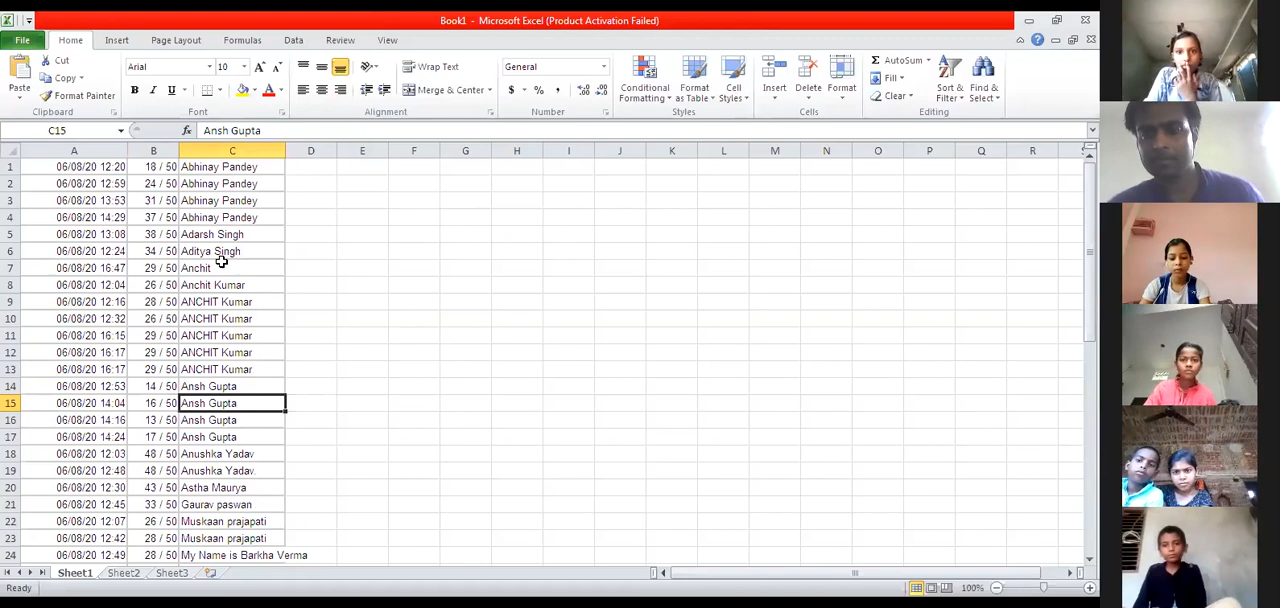 Book1 - Microsoft Excel (Product Activation Failed)
File Home Insert Page Layout Formulas Data Review View
Cut Arial 10 Wrap Text General AutoSum
Paste Copy Conditional Format Cell Insert Delete Format Fill Sort & Find &
Format Painter B I U A Merge & Center $ % , Formatting as Table Styles Clear Filter Select
Clipboard Font Alignment Number Styles Cells Editing
C15 fx Ansh Gupta
A B C D E F G H I J K L M N O P Q R
1 06/08/20 12:20 18 / 50 Abhinay Pandey
2 06/08/20 12:59 24 / 50 Abhinay Pandey
3 06/08/20 13:53 31 / 50 Abhinay Pandey
4 06/08/20 14:29 37 / 50 Abhinay Pandey
5 06/08/20 13:08 38 / 50 Adarsh Singh
6 06/08/20 12:24 34 / 50 Aditya Singh
7 06/08/20 16:47 29 / 50 Anchit
8 06/08/20 12:04 26 / 50 Anchit Kumar
9 06/08/20 12:16 28 / 50 ANCHIT Kumar
10 06/08/20 12:32 26 / 50 ANCHIT Kumar
11 06/08/20 16:15 29 / 50 ANCHIT Kumar
12 06/08/20 16:17 29 / 50 ANCHIT Kumar
13 06/08/20 16:17 29 / 50 ANCHIT Kumar
14 06/08/20 12:53 14 / 50 Ansh Gupta
15 06/08/20 14:04 16 / 50 Ansh Gupta
16 06/08/20 14:16 13 / 50 Ansh Gupta
17 06/08/20 14:24 17 / 50 Ansh Gupta
18 06/08/20 12:03 48 / 50 Anushka Yadav
19 06/08/20 12:48 48 / 50 Anushka Yadav.
20 06/08/20 12:30 43 / 50 Astha Maurya
21 06/08/20 12:45 33 / 50 Gaurav paswan
22 06/08/20 12:07 26 / 50 Muskaan prajapati
23 06/08/20 12:42 28 / 50 Muskaan prajapati
24 06/08/20 12:49 28 / 50 My Name is Barkha Verma
Sheet1 Sheet2 Sheet3
Ready 100%